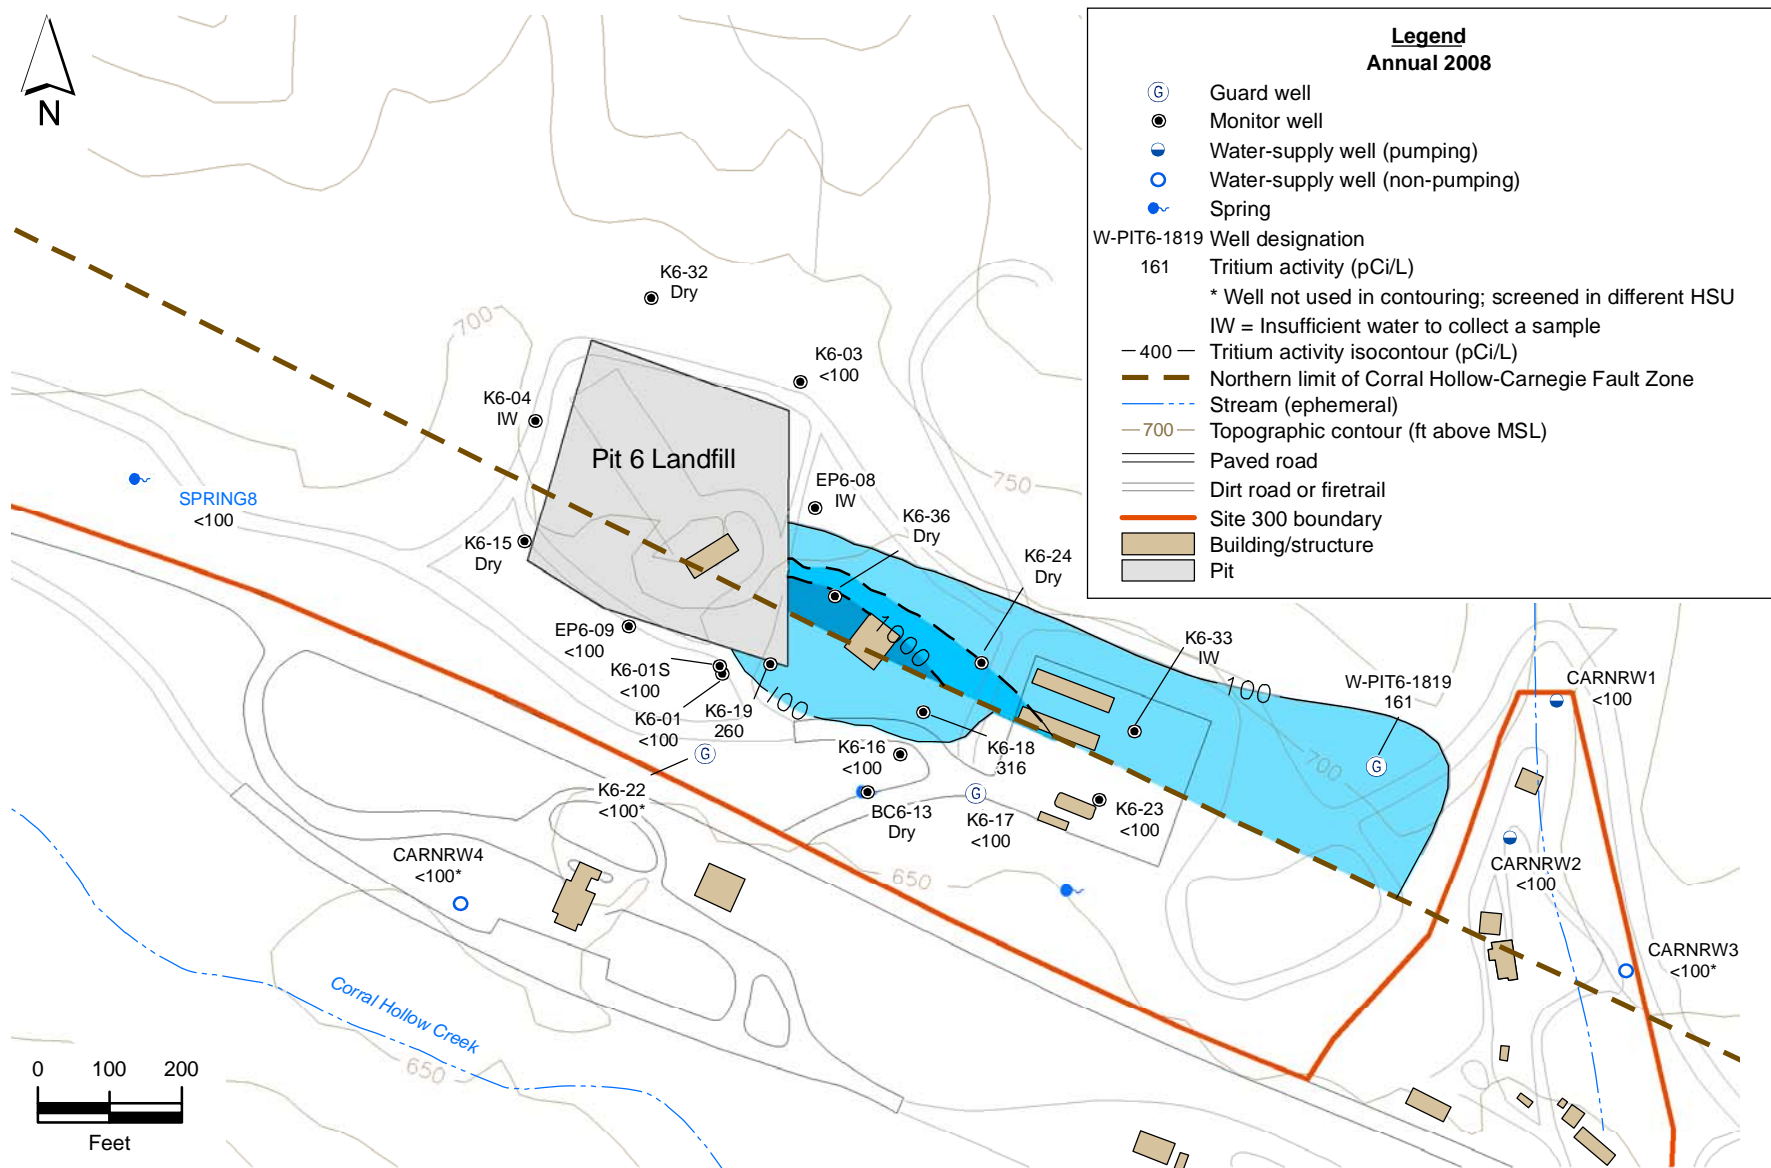 Legend
Annual 2008
Guard well
Monitor well
Water-supply well (pumping)
Water-supply well (non-pumping)
Spring
W-PIT6-1819 Well designation
161 Tritium activity (pCi/L)
* Well not used in contouring; screened in different HSU
IW = Insufficient water to collect a sample
400 Tritium activity isocontour (pCi/L)
Northern limit of Corral Hollow-Carnegie Fault Zone
Stream (ephemeral)
700 Topographic contour (ft above MSL)
Paved road
Dirt road or firetrail
Site 300 boundary
Building/structure
Pit
G
N
K6-32
Dry
700
K6-03
<100
K6-04
IW
Pit 6 Landfill
750
EP6-08
IW
SPRING8
<100
K6-36
Dry
K6-15
Dry
K6-24
Dry
EP6-09
<100
1000
K6-33
IW
K6-01S
<100
100
W-PIT6-1819
161
CARNRW1
<100
K6-01
<100
K6-19
260
100
K6-16
<100
K6-18
316
700
G
G
K6-22
<100*
BC6-13
Dry
G
K6-17
<100
K6-23
<100
CARNRW4
<100*
650
CARNRW2
<100
CARNRW3
<100*
Corral Hollow Creek
650
0 100 200
Feet